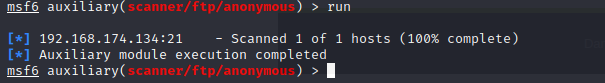 msf6 auxiliary(scanner/ftp/anonymous) > run
[*] 192.168.174.134:21    - Scanned 1 of 1 hosts (100% complete)
[*] Auxiliary module execution completed
msf6 auxiliary(scanner/ftp/anonymous) >